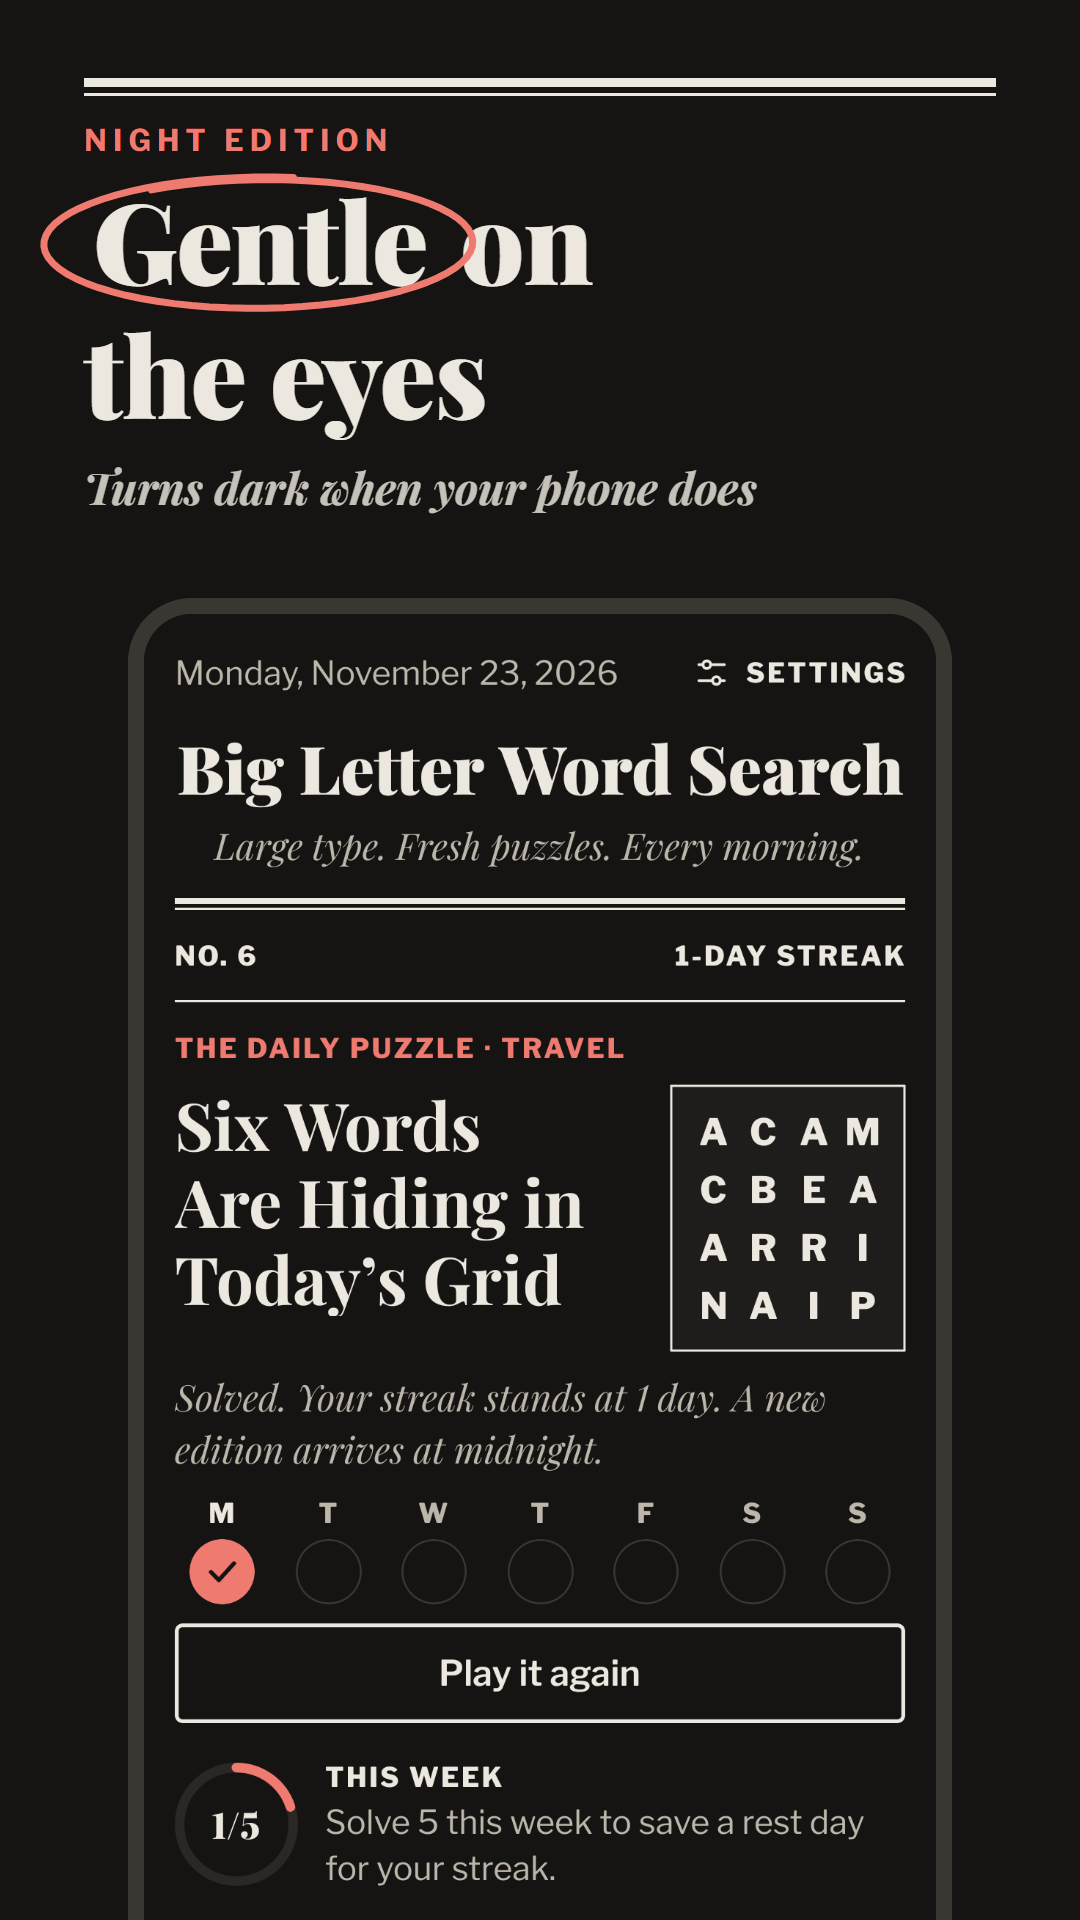 NIGHT EDITION
Gentle on
the eyes
Turns dark when your phone does
Monday, November 23, 2026
SETTINGS
Big Letter Word Search
Large type. Fresh puzzles. Every morning.
NO. 6
1-DAY STREAK
THE DAILY PUZZLE · TRAVEL
Six Words
Are Hiding in
Today’s Grid
A C A M
C B E A
A R R I
N A I P
Solved. Your streak stands at 1 day. A new
edition arrives at midnight.
M T W T F S S
Play it again
1/5
THIS WEEK
Solve 5 this week to save a rest day
for your streak.